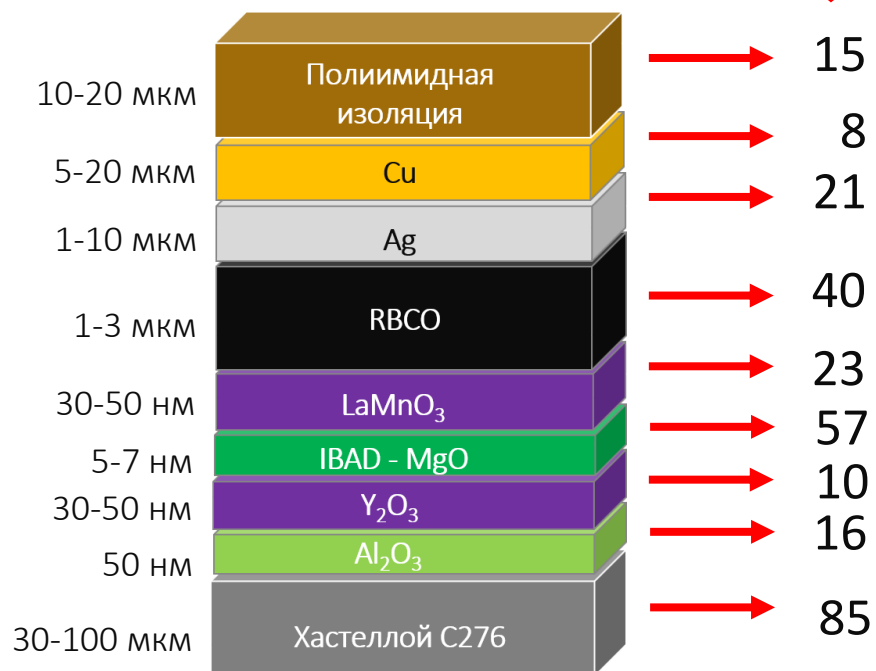 10-20 мкм
Полиимидная
изоляция
15
5-20 мкм
Cu
8
1-10 мкм
Ag
21
1-3 мкм
RBCO
40
30-50 нм
LaMnO₃
23
5-7 нм
IBAD - MgO
57
30-50 нм
Y₂O₃
10
50 нм
Al₂O₃
16
30-100 мкм
Хастеллой С276
85